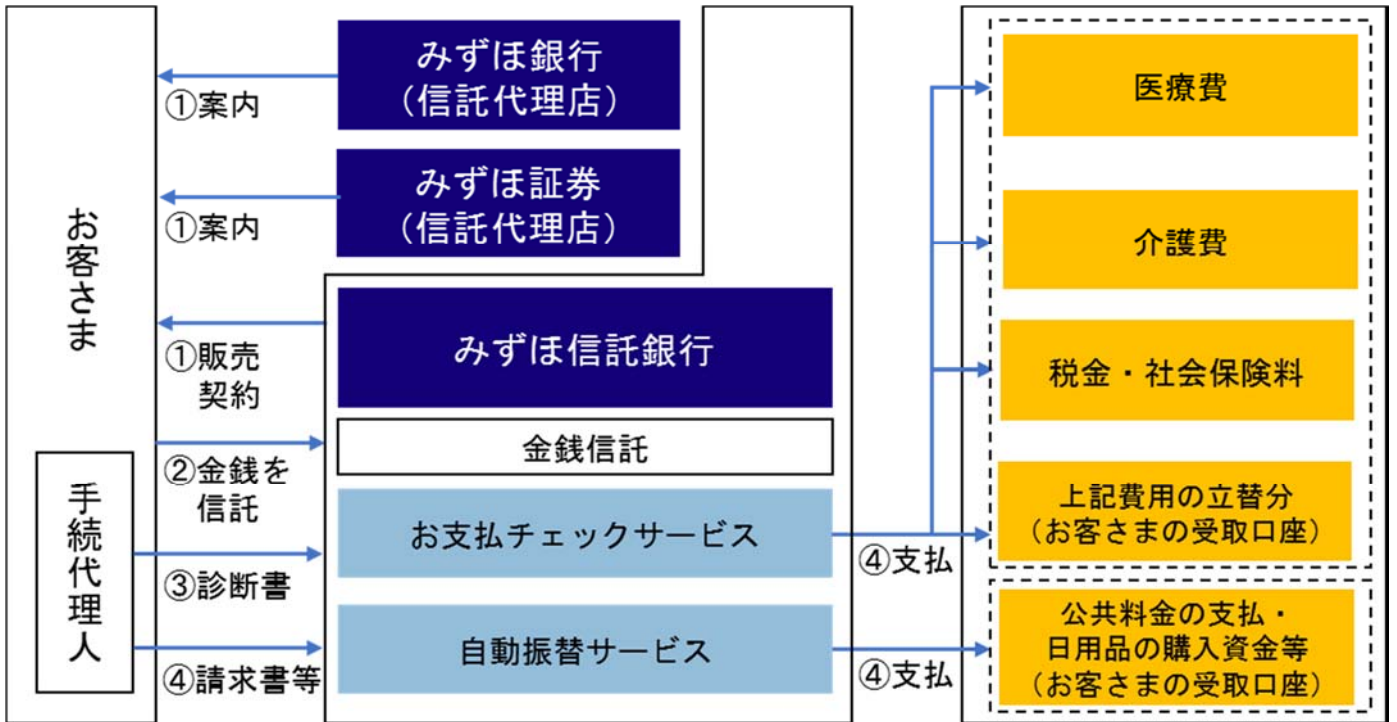 お客さま
手続代理人
みずほ銀行
（信託代理店）
①案内
みずほ証券
（信託代理店）
①案内
みずほ信託銀行
①販売
契約
金銭信託
②金銭を
信託
お支払チェックサービス
③診断書
自動振替サービス
④請求書等
④支払
④支払
医療費
介護費
税金・社会保険料
上記費用の立替分
（お客さまの受取口座）
公共料金の支払・
日用品の購入資金等
（お客さまの受取口座）